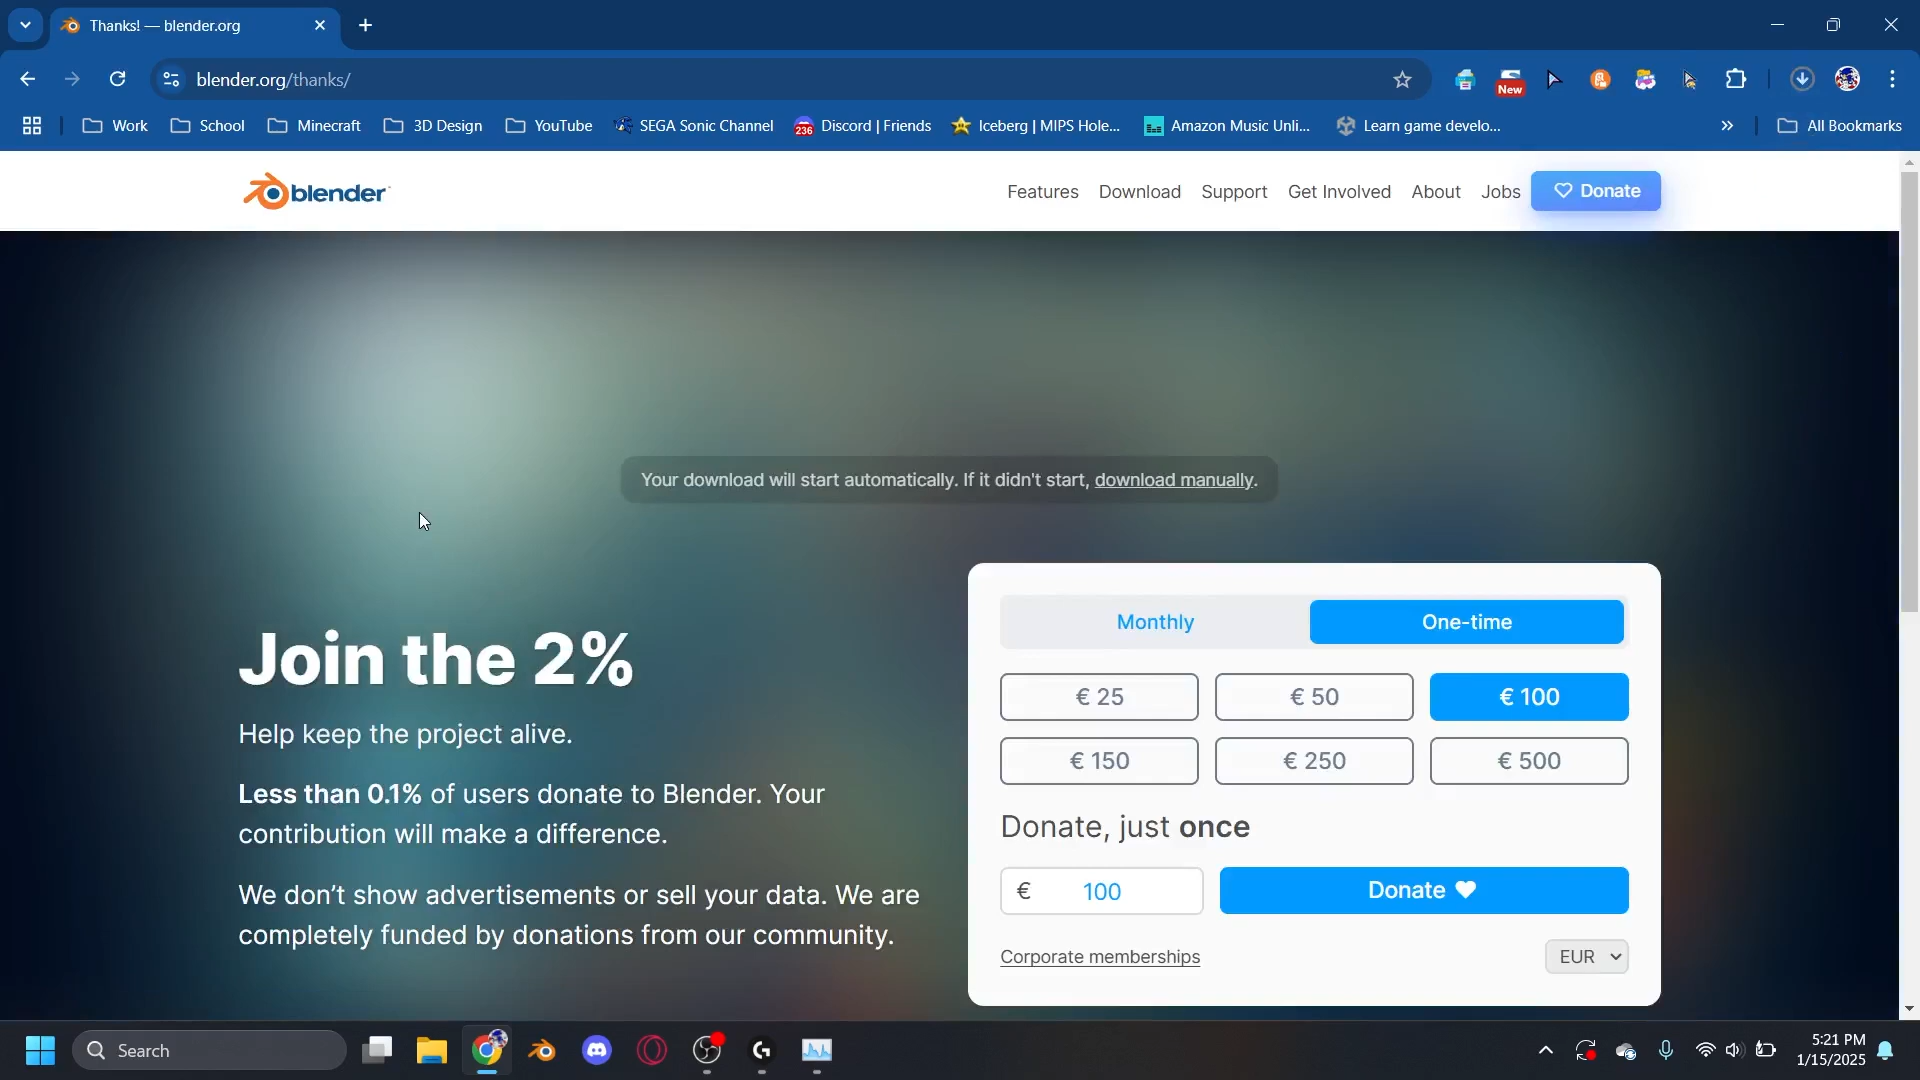 Thanks! — blender.org
blender.org/thanks/
New
Work
School
Minecraft
3D Design
YouTube
SEGA Sonic Channel
236
Discord | Friends
Iceberg | MIPS Hole...
Amazon Music Unli...
Learn game develo...
All Bookmarks
blender
Features
Download
Support
Get Involved
About
Jobs
Donate
Your download will start automatically. If it didn't start, download manually.
Join the 2%
Help keep the project alive.
Less than 0.1% of users donate to Blender. Your
contribution will make a difference.
We don't show advertisements or sell your data. We are
completely funded by donations from our community.
Monthly
One-time
€ 25
€ 50
€ 100
€ 150
€ 250
€ 500
Donate, just once
€ 100
Donate
Corporate memberships
EUR
Search
5:21 PM
1/15/2025